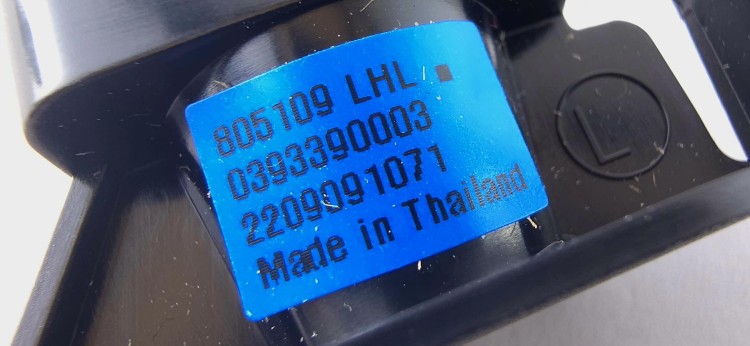 805109 LHL ▪
0393390003
2209091071
Made in Thailand
L